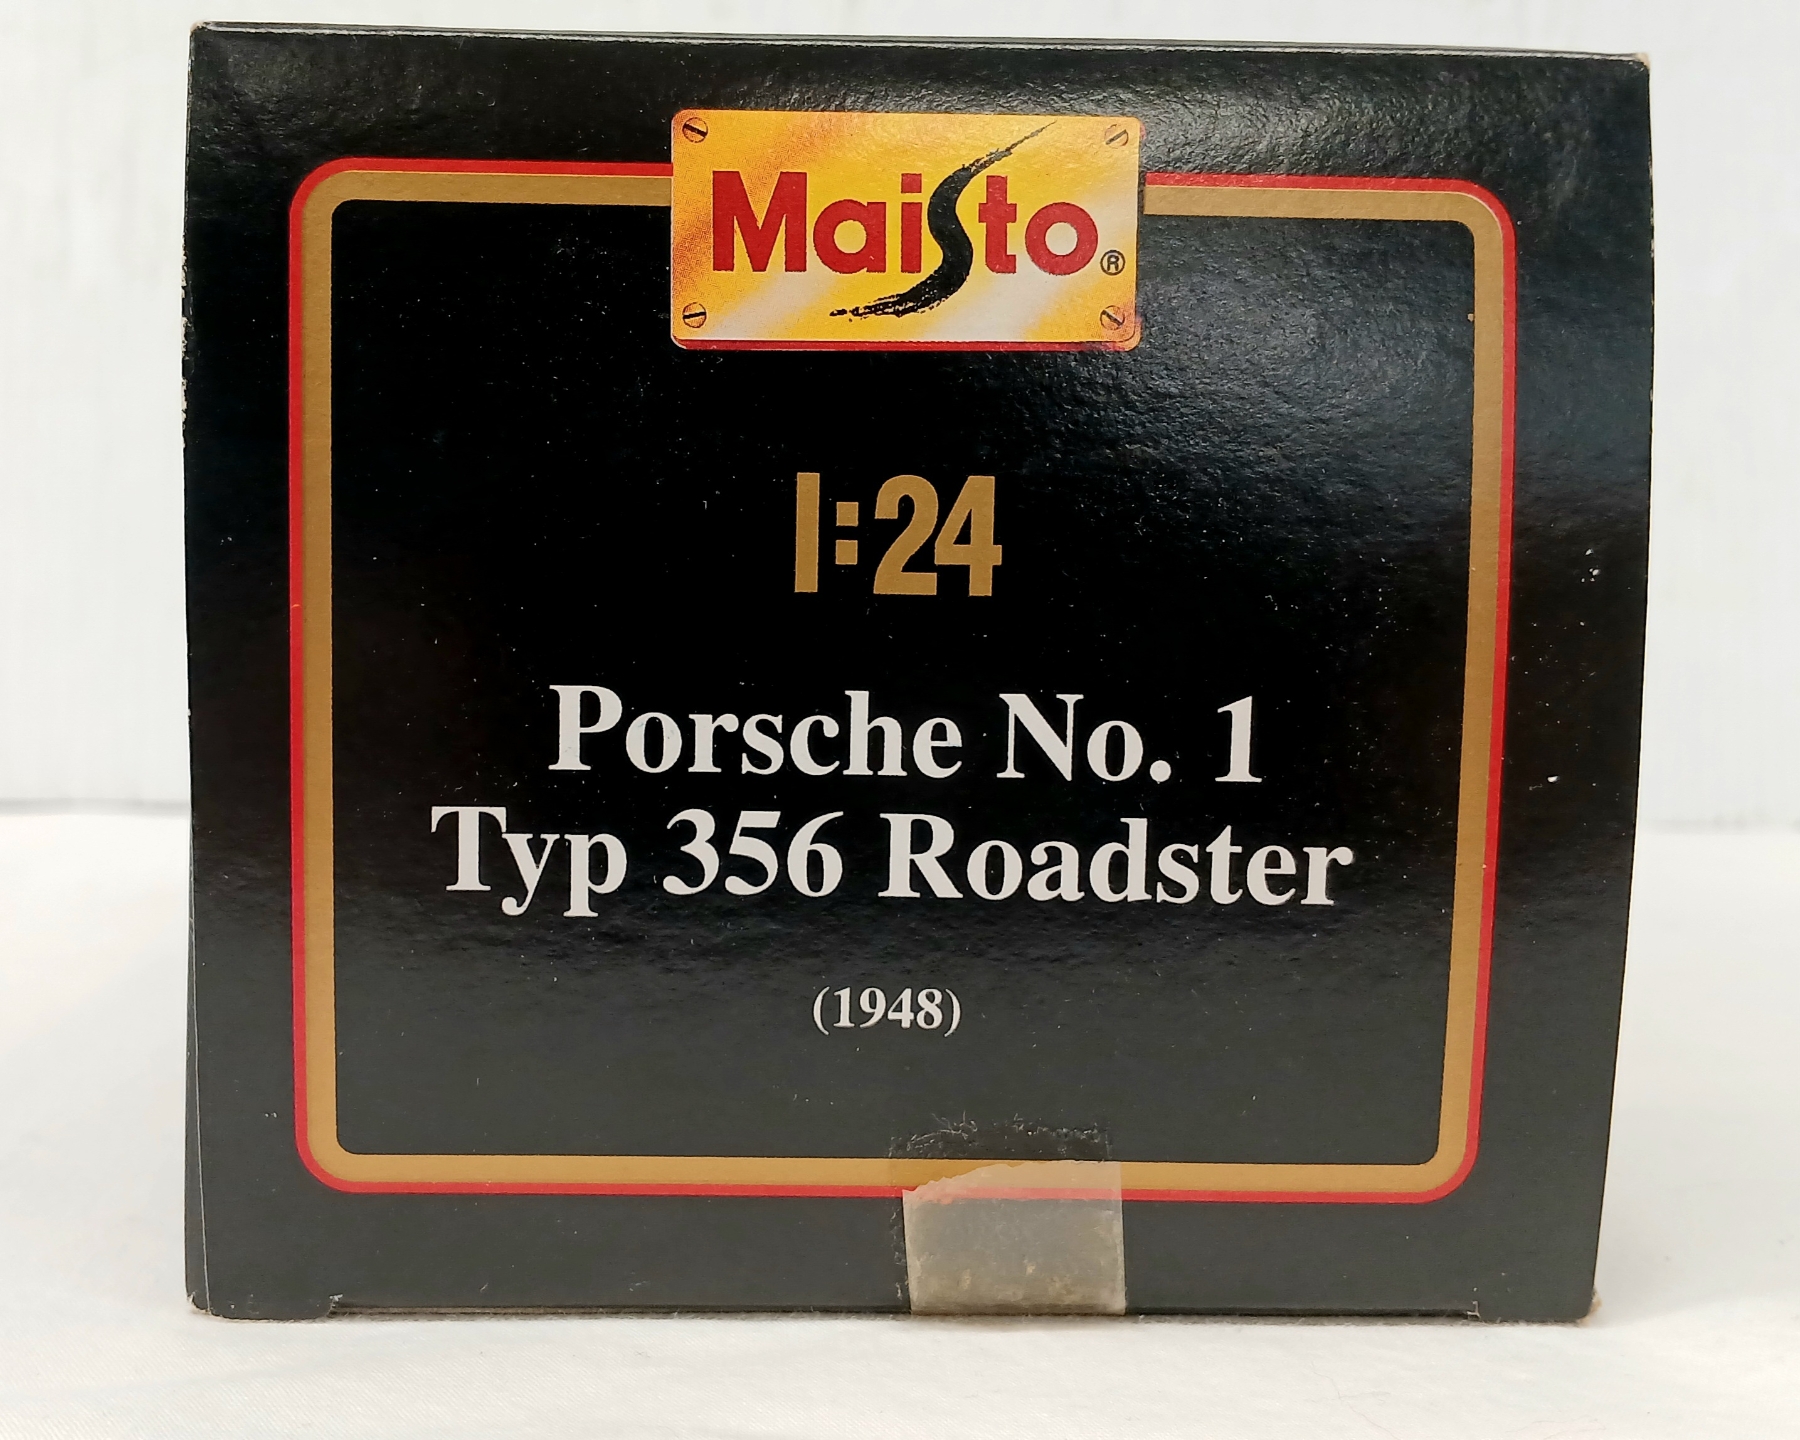 Maisto®
1:24
Porsche No. 1
Typ 356 Roadster
(1948)